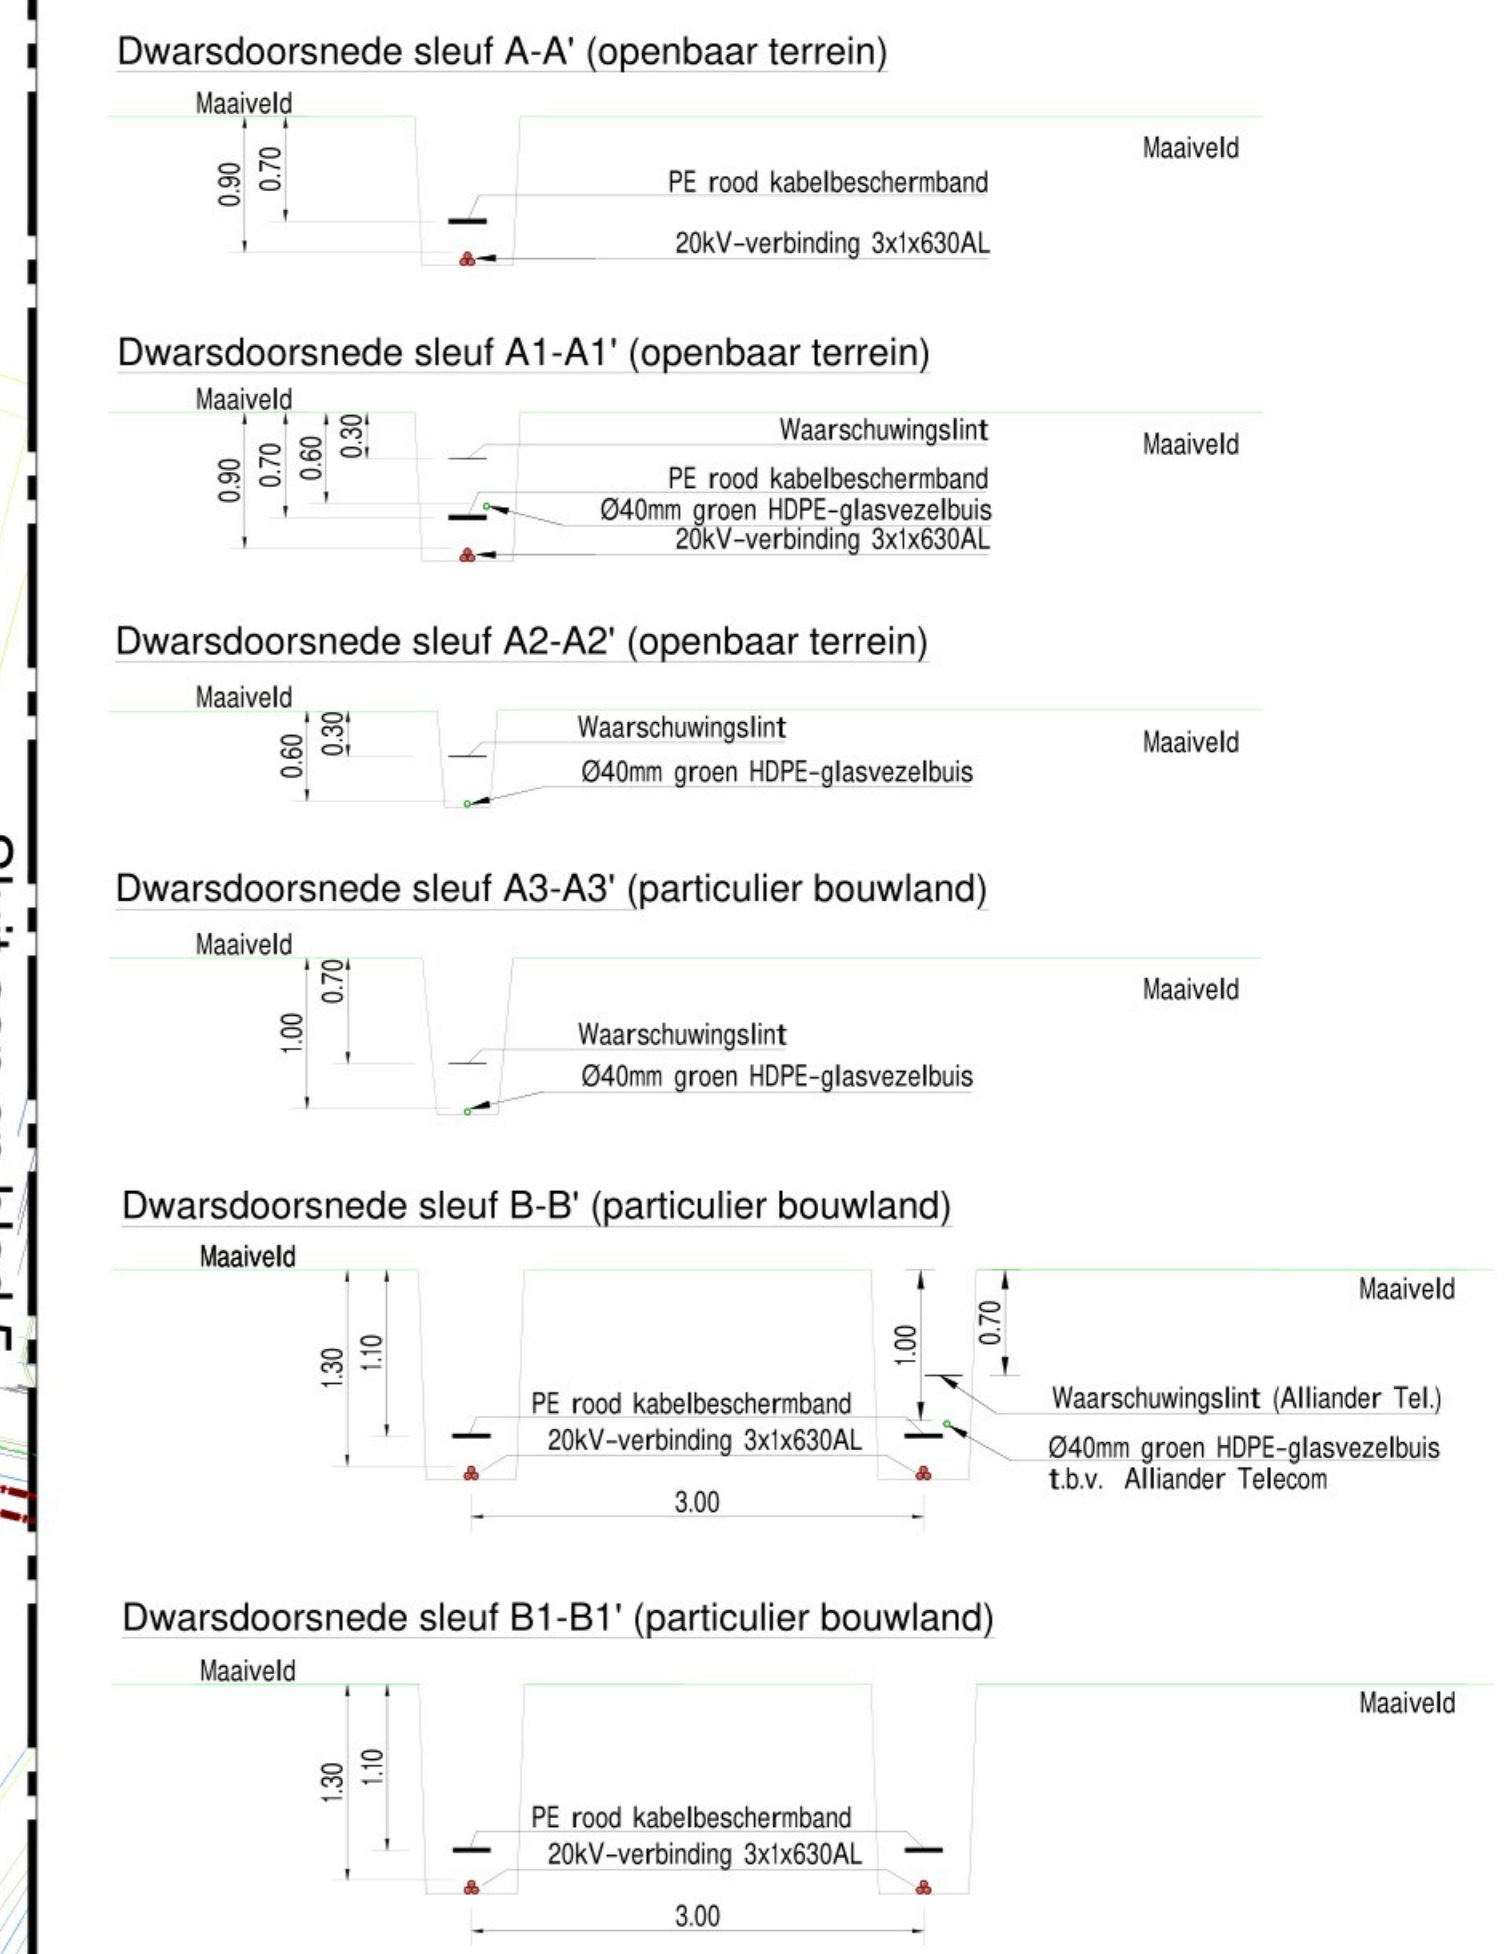 Dwarsdoorsnede sleuf A-A' (openbaar terrein)
Maaiveld
Maaiveld
0.90
0.70
PE rood kabelbeschermband
20kV-verbinding 3x1x630AL
Dwarsdoorsnede sleuf A1-A1' (openbaar terrein)
Maaiveld
Maaiveld
0.90
0.70
0.60
0.30
Waarschuwingslint
PE rood kabelbeschermband
Ø40mm groen HDPE-glasvezelbuis
20kV-verbinding 3x1x630AL
Dwarsdoorsnede sleuf A2-A2' (openbaar terrein)
Maaiveld
Maaiveld
0.60
0.30
Waarschuwingslint
Ø40mm groen HDPE-glasvezelbuis
Dwarsdoorsnede sleuf A3-A3' (particulier bouwland)
Maaiveld
Maaiveld
1.00
0.70
Waarschuwingslint
Ø40mm groen HDPE-glasvezelbuis
Dwarsdoorsnede sleuf B-B' (particulier bouwland)
Maaiveld
Maaiveld
1.30
1.10
1.00
0.70
PE rood kabelbeschermband
20kV-verbinding 3x1x630AL
Waarschuwingslint (Alliander Tel.)
Ø40mm groen HDPE-glasvezelbuis
t.b.v. Alliander Telecom
3.00
Dwarsdoorsnede sleuf B1-B1' (particulier bouwland)
Maaiveld
Maaiveld
1.30
1.10
PE rood kabelbeschermband
20kV-verbinding 3x1x630AL
3.00